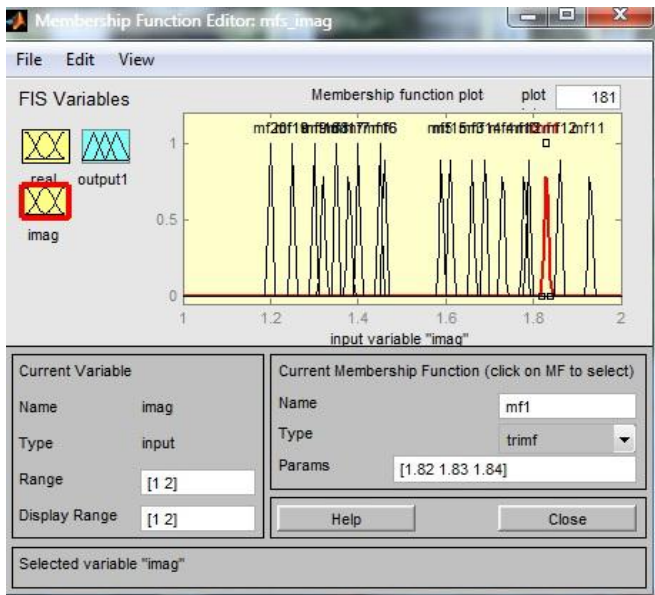 Membership Function Editor: mfs_imag
File Edit View
FIS Variables
Membership function plot plot 181
real output1
imag
mf11
1
0.5
0
1 1.2 1.4 1.6 1.8 2
input variable "imag"
Current Variable
Name imag
Type input
Range [1 2]
Display Range [1 2]
Current Membership Function (click on MF to select)
Name mf1
Type trimf
Params [1.82 1.83 1.84]
Help Close
Selected variable "imag"